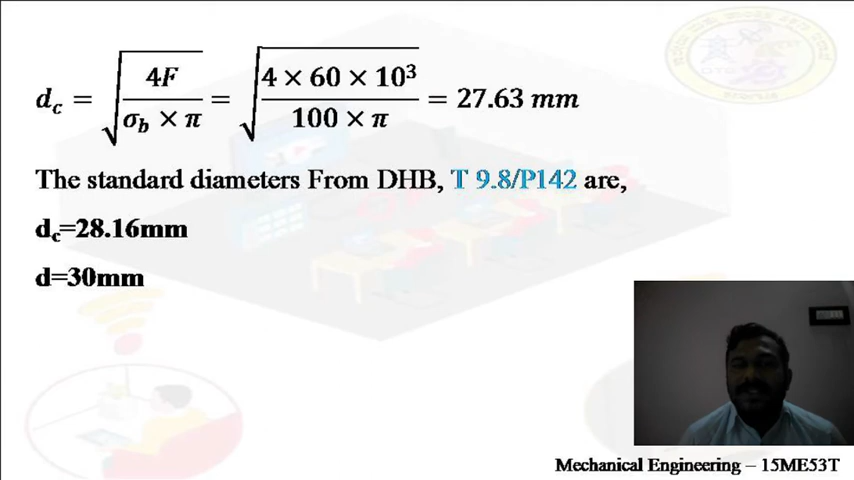 d_c = √(4F / (σ_b × π)) = √((4 × 60 × 10³) / (100 × π)) = 27.63 mm
The standard diameters From DHB, T 9.8/P142 are,
d_c=28.16mm
d=30mm
Mechanical Engineering – 15ME53T